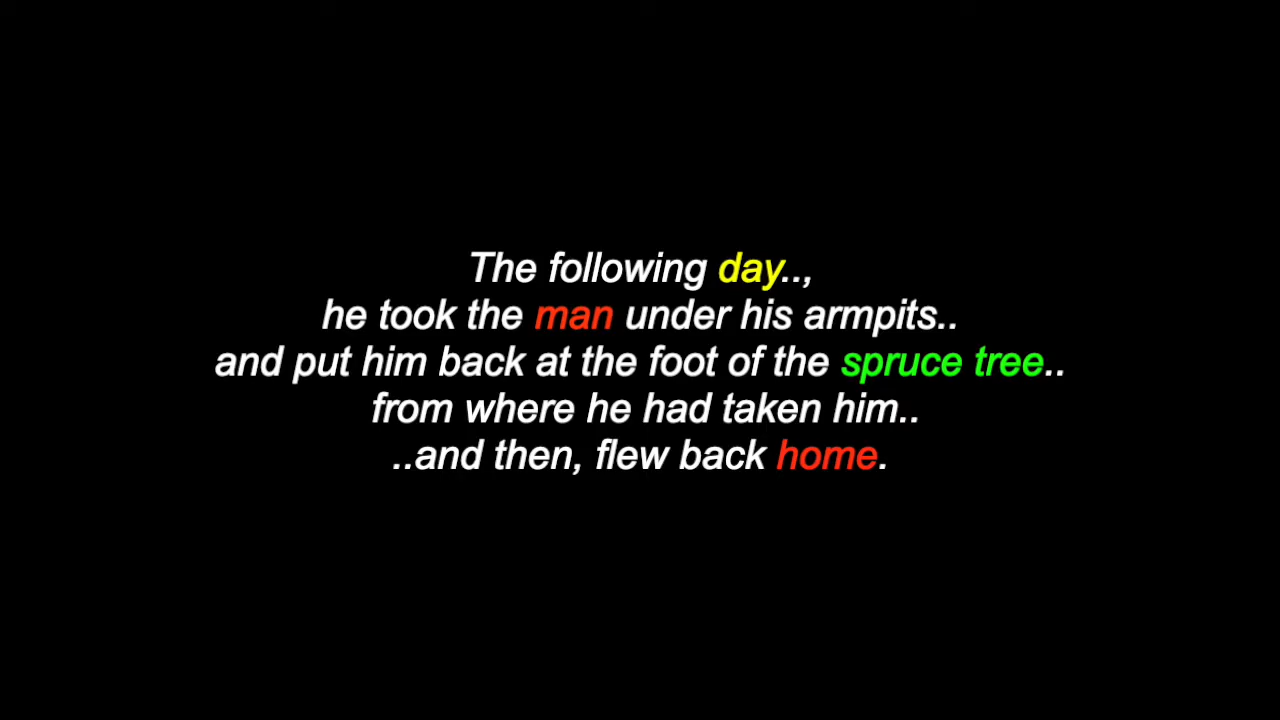 The following day..,
he took the man under his armpits..
and put him back at the foot of the spruce tree..
from where he had taken him..
..and then, flew back home.